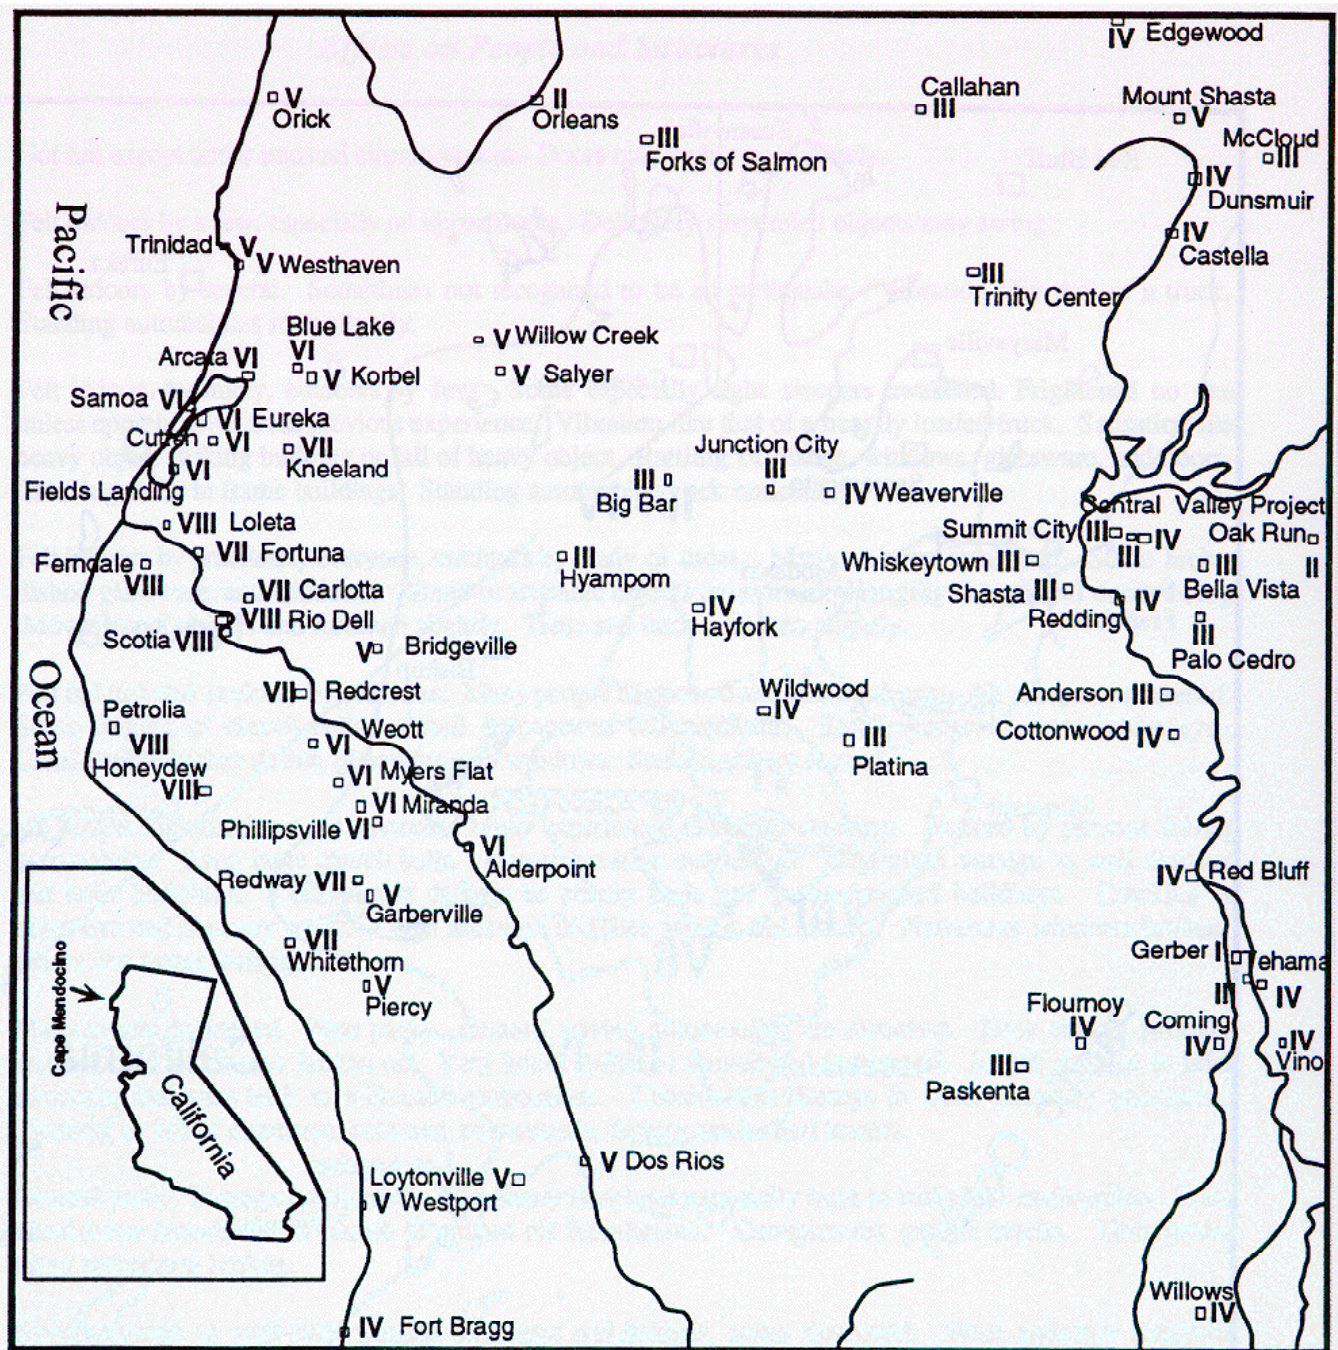 IV Edgewood
Callahan
III
Mount Shasta
V
McCloud
III
V
Orick
II
Orleans
III
Forks of Salmon
IV
Dunsmuir
IV
Castella
Pacific
Trinidad V
V Westhaven
III
Trinity Center
Blue Lake
VI
V Willow Creek
Arcata VI
V Korbel
V Salyer
Samoa VI
VI Eureka
Cutten VI
VII
Kneeland
VI
Fields Landing
Junction City
III
III
Big Bar
IV Weaverville
Central Valley Project
VIII Loleta
Summit City III
IV
III
Oak Run
II
VII Fortuna
Ferndale
VIII
III
Hyampom
Whiskeytown III
III
Bella Vista
VII Carlotta
Shasta III
IV
Redding
VIII Rio Dell
IV
Hayfork
III
Palo Cedro
Scotia VIII
V Bridgeville
Ocean
VII Redcrest
Wildwood
IV
Anderson III
Petrolia
VIII
Weott
VI
Cottonwood IV
III
Platina
Honeydew
VIII
VI Myers Flat
VI Miranda
Phillipsville VI
VI
Alderpoint
Redway VII
IV Red Bluff
V
Garberville
VII
Whitethorn
Gerber I
Tehama
V
Piercy
II
IV
Flournoy
IV
Corning
IV
IV
Vino
III
Paskenta
Cape Mendocino
California
V Dos Rios
Loytonville V
V Westport
Willows
IV
IV Fort Bragg